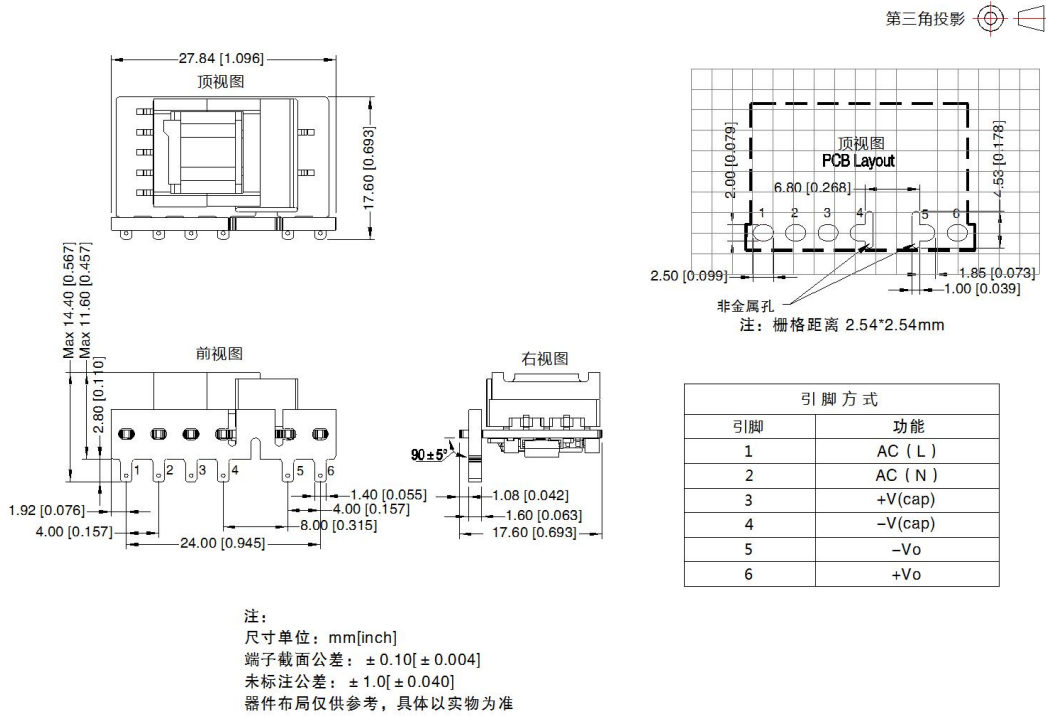 第三角投影
27.84 [1.096]
顶视图
17.60 [0.693]
顶视图
PCB Layout
2.00 [0.079]
4.53 [0.178]
6.80 [0.268]
1 2 3 4 5 6
2.50 [0.099]
1.85 [0.073]
1.00 [0.039]
非金属孔
注：栅格距离 2.54*2.54mm
Max 14.40 [0.567]
Max 11.60 [0.457]
2.80 [0.110]
前视图
1 2 3 4 5 6
1.92 [0.076]
4.00 [0.157]
24.00 [0.945]
1.40 [0.055]
4.00 [0.157]
8.00 [0.315]
右视图
90±5°
1.08 [0.042]
1.60 [0.063]
17.60 [0.693]
引脚方式
引脚 功能
1 AC（L）
2 AC（N）
3 +V(cap)
4 −V(cap)
5 −Vo
6 +Vo
注：
尺寸单位：mm[inch]
端子截面公差：±0.10[±0.004]
未标注公差：±1.0[±0.040]
器件布局仅供参考，具体以实物为准